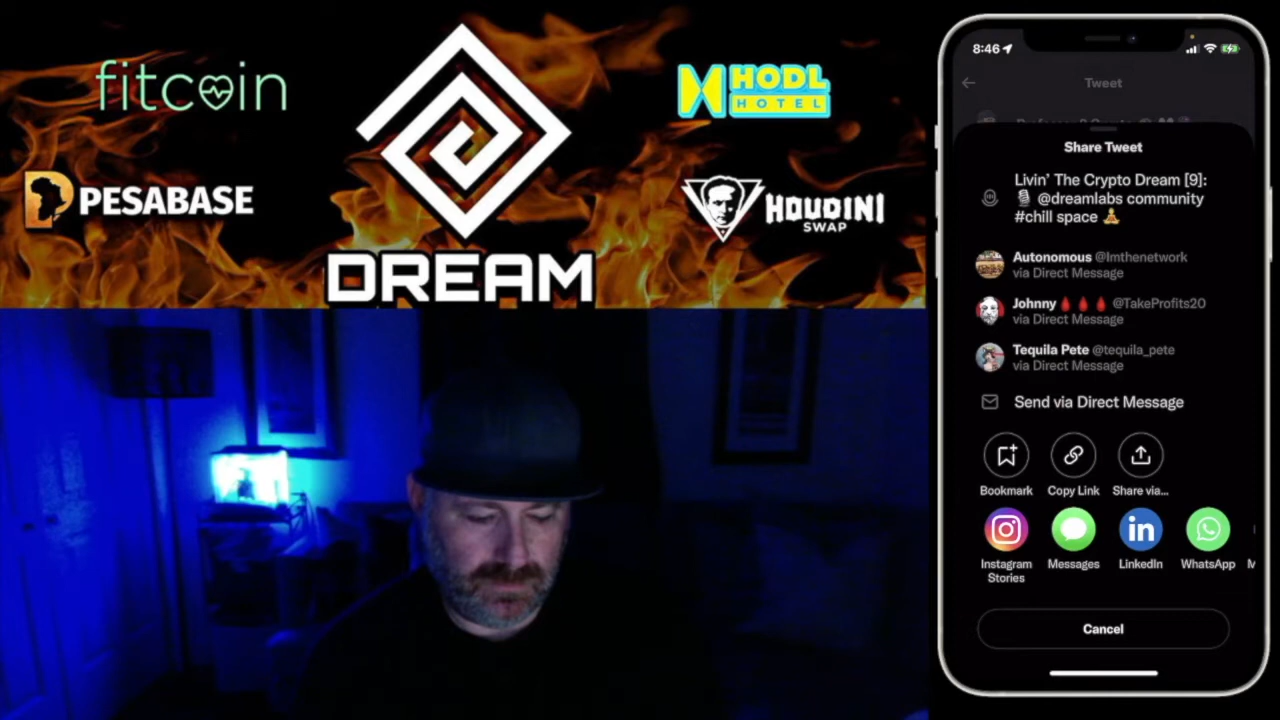 fitcoin
HODL
HOTEL
PESABASE
HOUDINI
SWAP
DREAM
8:46
Tweet
Share Tweet
Livin' The Crypto Dream [9]:
🎙 @dreamlabs community
#chill space 🧘
Autonomous @Imthenetwork
via Direct Message
Johnny 🩸🩸🩸 @TakeProfits20
via Direct Message
Tequila Pete @tequila_pete
via Direct Message
Send via Direct Message
Bookmark Copy Link Share via...
Instagram Messages LinkedIn WhatsApp M
Stories
Cancel